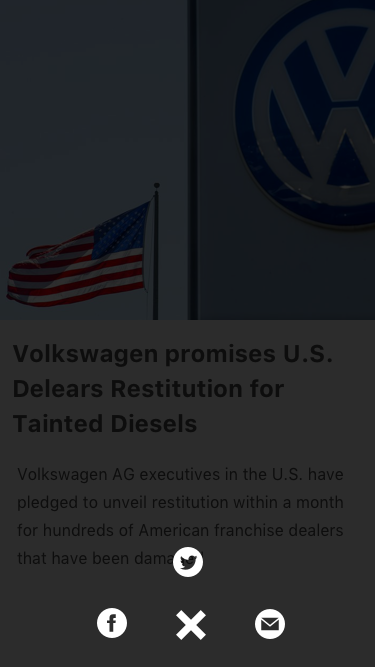 Volkswagen promises U.S.
Delears Restitution for
Tainted Diesels
Volkswagen AG executives in the U.S. have
pledged to unveil restitution within a month
for hundreds of American franchise dealers
that have been dama